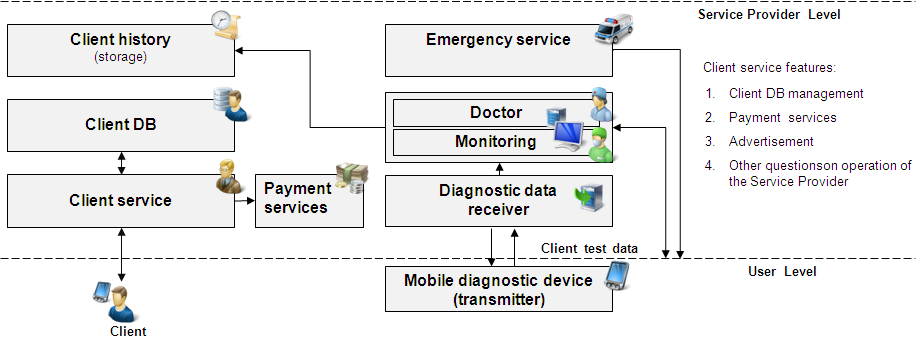 Service Provider Level
Client history
(storage)
Emergency service
Client service features:
1. Client DB management
2. Payment services
3. Advertisement
4. Other questionson operation of
the Service Provider
Doctor
Monitoring
Client DB
Client service
Payment
services
Diagnostic data
receiver
Client test data
User Level
Mobile diagnostic device
(transmitter)
Client